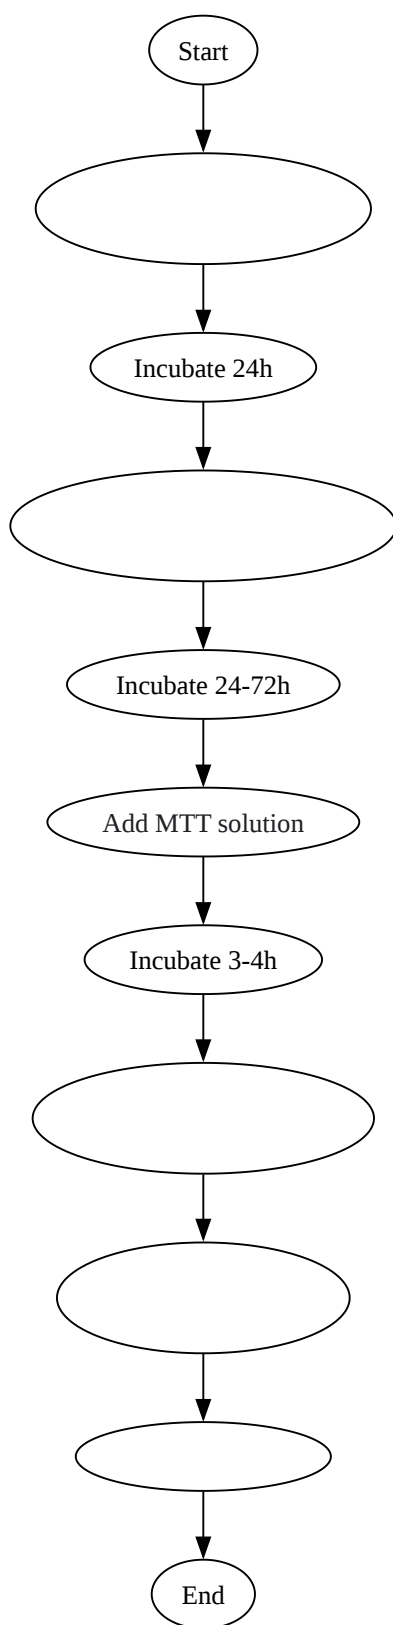 Start
Incubate 24h
Incubate 24-72h
Add MTT solution
Incubate 3-4h
End